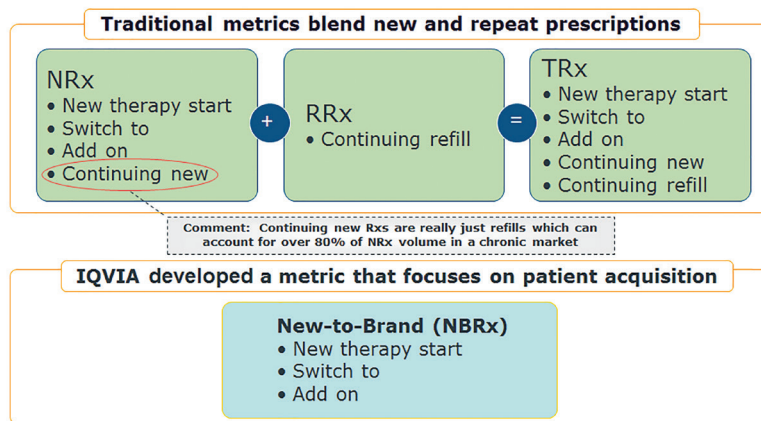 Traditional metrics blend new and repeat prescriptions
NRx
• New therapy start
• Switch to
• Add on
• Continuing new
+
RRx
• Continuing refill
=
TRx
• New therapy start
• Switch to
• Add on
• Continuing new
• Continuing refill
Comment: Continuing new Rxs are really just refills which can
account for over 80% of NRx volume in a chronic market
IQVIA developed a metric that focuses on patient acquisition
New-to-Brand (NBRx)
• New therapy start
• Switch to
• Add on